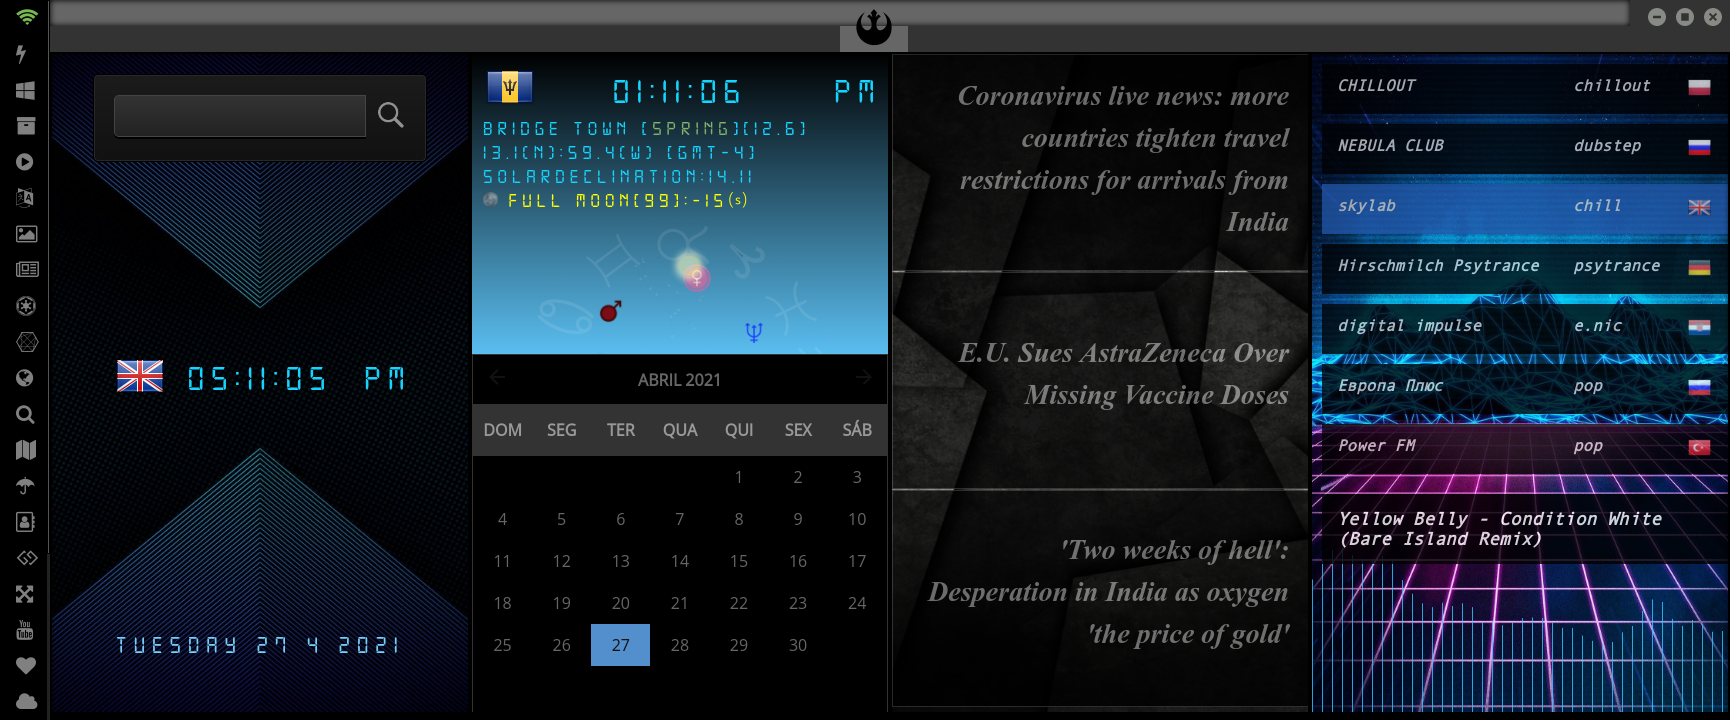 05:11:05 PM
TUESDAY 27 4 2021
01:11:06 PM
BRIDGE TOWN [SPRING][12.6]
13.1(N):59.4(W) [GMT-4]
SOLARDECLINATION:14.11
FULL MOON[99]:-15(s)
ABRIL 2021
DOM SEG TER QUA QUI SEX SÁB
1 2 3
4 5 6 7 8 9 10
11 12 13 14 15 16 17
18 19 20 21 22 23 24
25 26 27 28 29 30
Coronavirus live news: more
countries tighten travel
restrictions for arrivals from
India
E.U. Sues AstraZeneca Over
Missing Vaccine Doses
'Two weeks of hell':
Desperation in India as oxygen
'the price of gold'
CHILLOUT chillout
NEBULA CLUB dubstep
skylab chill
Hirschmilch Psytrance psytrance
digital impulse e.nic
Европа Плюс pop
Power FM pop
Yellow Belly - Condition White
(Bare Island Remix)
You
Tube